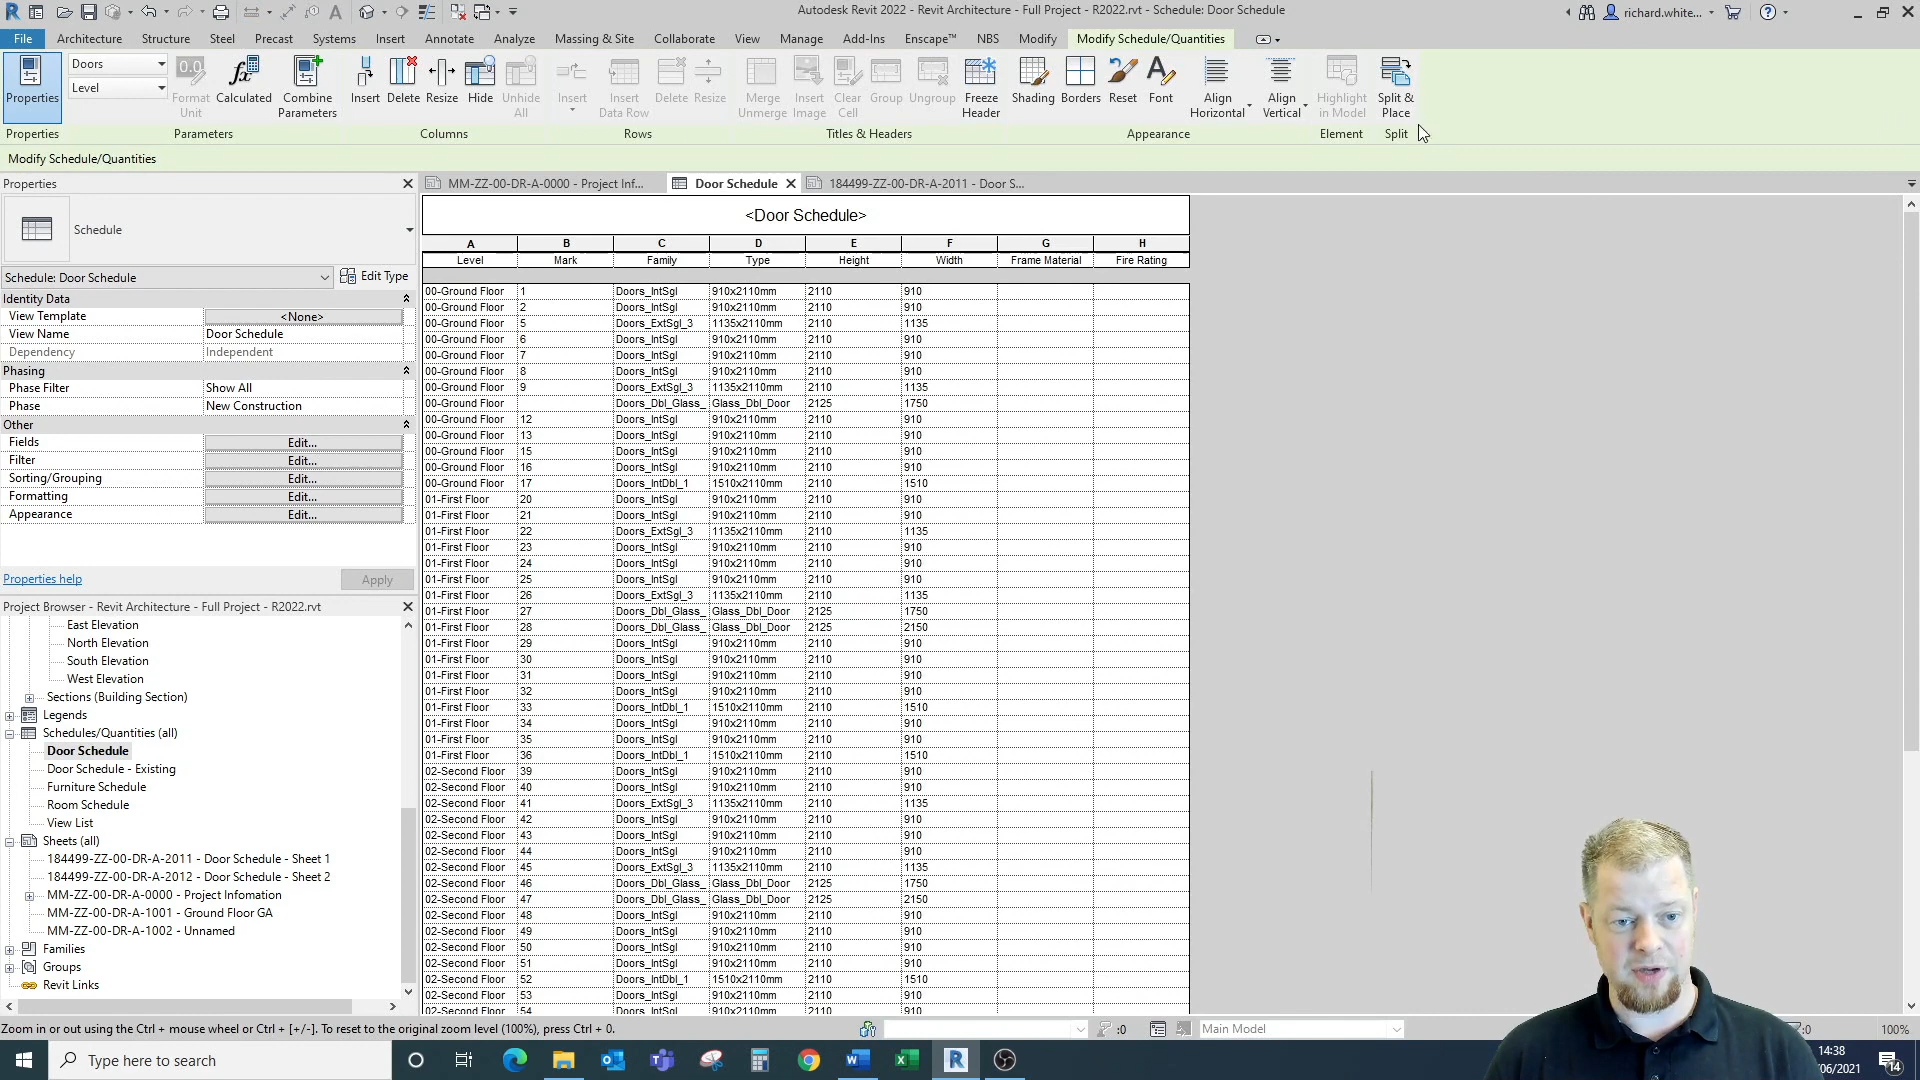 Autodesk Revit 2022 - Revit Architecture - Full Project - R2022.rvt - Schedule: Door Schedule
richard.white...
File Architecture Structure Steel Precast Systems Insert Annotate Analyze Massing & Site Collaborate View Manage Add-Ins Enscape™ NBS Modify Modify Schedule/Quantities
Properties
Doors
Level
Format Unit
Calculated
Combine Parameters
Insert Delete Resize Hide Unhide All
Insert Insert Data Row Delete Resize
Merge Unmerge Insert Image Clear Cell Group Ungroup Freeze Header
Shading Borders Reset Font Align Horizontal Align Vertical
Highlight in Model
Split & Place
Properties Parameters Columns Rows Titles & Headers Appearance Element Split
Modify Schedule/Quantities
Properties
Schedule
Schedule: Door Schedule Edit Type
Identity Data
View Template <None>
View Name Door Schedule
Dependency Independent
Phasing
Phase Filter Show All
Phase New Construction
Other
Fields Edit...
Filter Edit...
Sorting/Grouping Edit...
Formatting Edit...
Appearance Edit...
Properties help Apply
Project Browser - Revit Architecture - Full Project - R2022.rvt
East Elevation
North Elevation
South Elevation
West Elevation
Sections (Building Section)
Legends
Schedules/Quantities (all)
Door Schedule
Door Schedule - Existing
Furniture Schedule
Room Schedule
View List
Sheets (all)
184499-ZZ-00-DR-A-2011 - Door Schedule - Sheet 1
184499-ZZ-00-DR-A-2012 - Door Schedule - Sheet 2
MM-ZZ-00-DR-A-0000 - Project Infomation
MM-ZZ-00-DR-A-1001 - Ground Floor GA
MM-ZZ-00-DR-A-1002 - Unnamed
Families
Groups
Revit Links
MM-ZZ-00-DR-A-0000 - Project Inf... Door Schedule 184499-ZZ-00-DR-A-2011 - Door S...
<Door Schedule>
A B C D E F G H
Level Mark Family Type Height Width Frame Material Fire Rating
00-Ground Floor 1 Doors_IntSgl 910x2110mm 2110 910
00-Ground Floor 2 Doors_IntSgl 910x2110mm 2110 910
00-Ground Floor 5 Doors_ExtSgl_3 1135x2110mm 2110 1135
00-Ground Floor 6 Doors_IntSgl 910x2110mm 2110 910
00-Ground Floor 7 Doors_IntSgl 910x2110mm 2110 910
00-Ground Floor 8 Doors_IntSgl 910x2110mm 2110 910
00-Ground Floor 9 Doors_ExtSgl_3 1135x2110mm 2110 1135
00-Ground Floor Doors_Dbl_Glass_ Glass_Dbl_Door 2125 1750
00-Ground Floor 12 Doors_IntSgl 910x2110mm 2110 910
00-Ground Floor 13 Doors_IntSgl 910x2110mm 2110 910
00-Ground Floor 15 Doors_IntSgl 910x2110mm 2110 910
00-Ground Floor 16 Doors_IntSgl 910x2110mm 2110 910
00-Ground Floor 17 Doors_IntDbl_1 1510x2110mm 2110 1510
01-First Floor 20 Doors_IntSgl 910x2110mm 2110 910
01-First Floor 21 Doors_IntSgl 910x2110mm 2110 910
01-First Floor 22 Doors_ExtSgl_3 1135x2110mm 2110 1135
01-First Floor 23 Doors_IntSgl 910x2110mm 2110 910
01-First Floor 24 Doors_IntSgl 910x2110mm 2110 910
01-First Floor 25 Doors_IntSgl 910x2110mm 2110 910
01-First Floor 26 Doors_ExtSgl_3 1135x2110mm 2110 1135
01-First Floor 27 Doors_Dbl_Glass_ Glass_Dbl_Door 2125 1750
01-First Floor 28 Doors_Dbl_Glass_ Glass_Dbl_Door 2125 2150
01-First Floor 29 Doors_IntSgl 910x2110mm 2110 910
01-First Floor 30 Doors_IntSgl 910x2110mm 2110 910
01-First Floor 31 Doors_IntSgl 910x2110mm 2110 910
01-First Floor 32 Doors_IntSgl 910x2110mm 2110 910
01-First Floor 33 Doors_IntDbl_1 1510x2110mm 2110 1510
01-First Floor 34 Doors_IntSgl 910x2110mm 2110 910
01-First Floor 35 Doors_IntSgl 910x2110mm 2110 910
01-First Floor 36 Doors_IntDbl_1 1510x2110mm 2110 1510
02-Second Floor 39 Doors_IntSgl 910x2110mm 2110 910
02-Second Floor 40 Doors_IntSgl 910x2110mm 2110 910
02-Second Floor 41 Doors_ExtSgl_3 1135x2110mm 2110 1135
02-Second Floor 42 Doors_IntSgl 910x2110mm 2110 910
02-Second Floor 43 Doors_IntSgl 910x2110mm 2110 910
02-Second Floor 44 Doors_IntSgl 910x2110mm 2110 910
02-Second Floor 45 Doors_ExtSgl_3 1135x2110mm 2110 1135
02-Second Floor 46 Doors_Dbl_Glass_ Glass_Dbl_Door 2125 1750
02-Second Floor 47 Doors_Dbl_Glass_ Glass_Dbl_Door 2125 2150
02-Second Floor 48 Doors_IntSgl 910x2110mm 2110 910
02-Second Floor 49 Doors_IntSgl 910x2110mm 2110 910
02-Second Floor 50 Doors_IntSgl 910x2110mm 2110 910
02-Second Floor 51 Doors_IntSgl 910x2110mm 2110 910
02-Second Floor 52 Doors_IntDbl_1 1510x2110mm 2110 1510
02-Second Floor 53 Doors_IntSgl 910x2110mm 2110 910
02-Second Floor 54 Doors_IntSgl 910x2110mm 2110 910
Zoom in or out using the Ctrl + mouse wheel or Ctrl + [+/-]. To reset to the original zoom level (100%), press Ctrl + 0.
:0 Main Model :0 100%
Type here to search
14:38
/06/2021
14